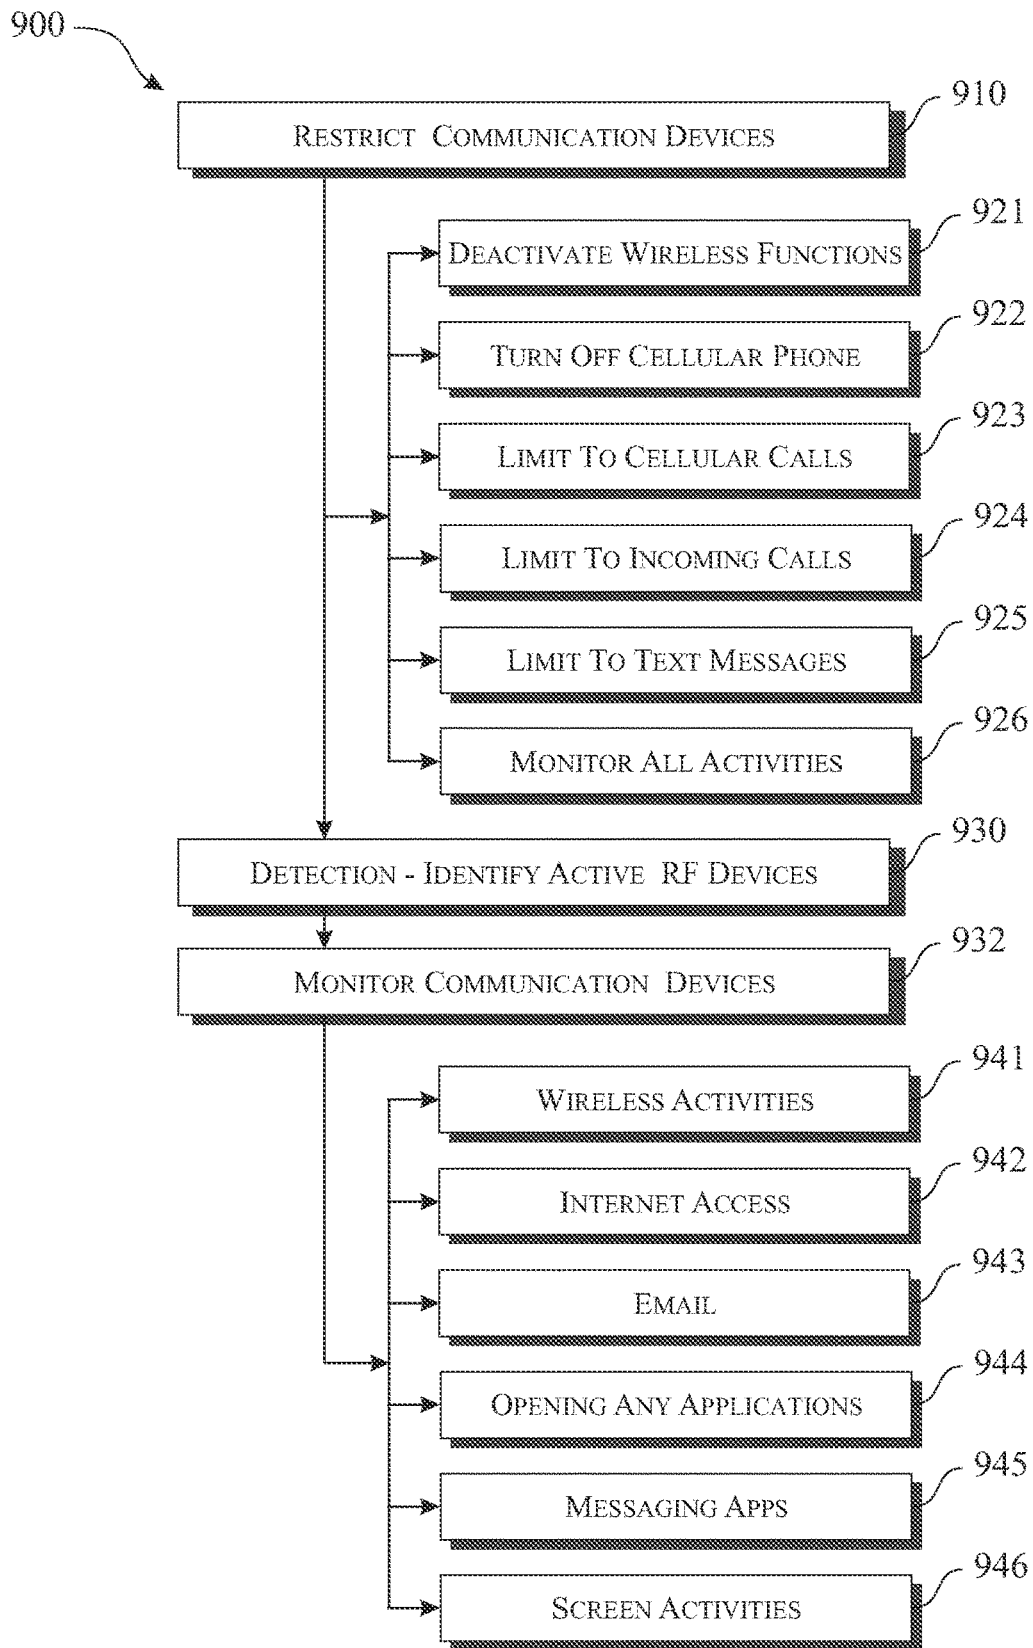 900
910
RESTRICT COMMUNICATION DEVICES
921
DEACTIVATE WIRELESS FUNCTIONS
922
TURN OFF CELLULAR PHONE
923
LIMIT TO CELLULAR CALLS
924
LIMIT TO INCOMING CALLS
925
LIMIT TO TEXT MESSAGES
926
MONITOR ALL ACTIVITIES
930
DETECTION - IDENTIFY ACTIVE RF DEVICES
932
MONITOR COMMUNICATION DEVICES
941
WIRELESS ACTIVITIES
942
INTERNET ACCESS
943
EMAIL
944
OPENING ANY APPLICATIONS
945
MESSAGING APPS
946
SCREEN ACTIVITIES